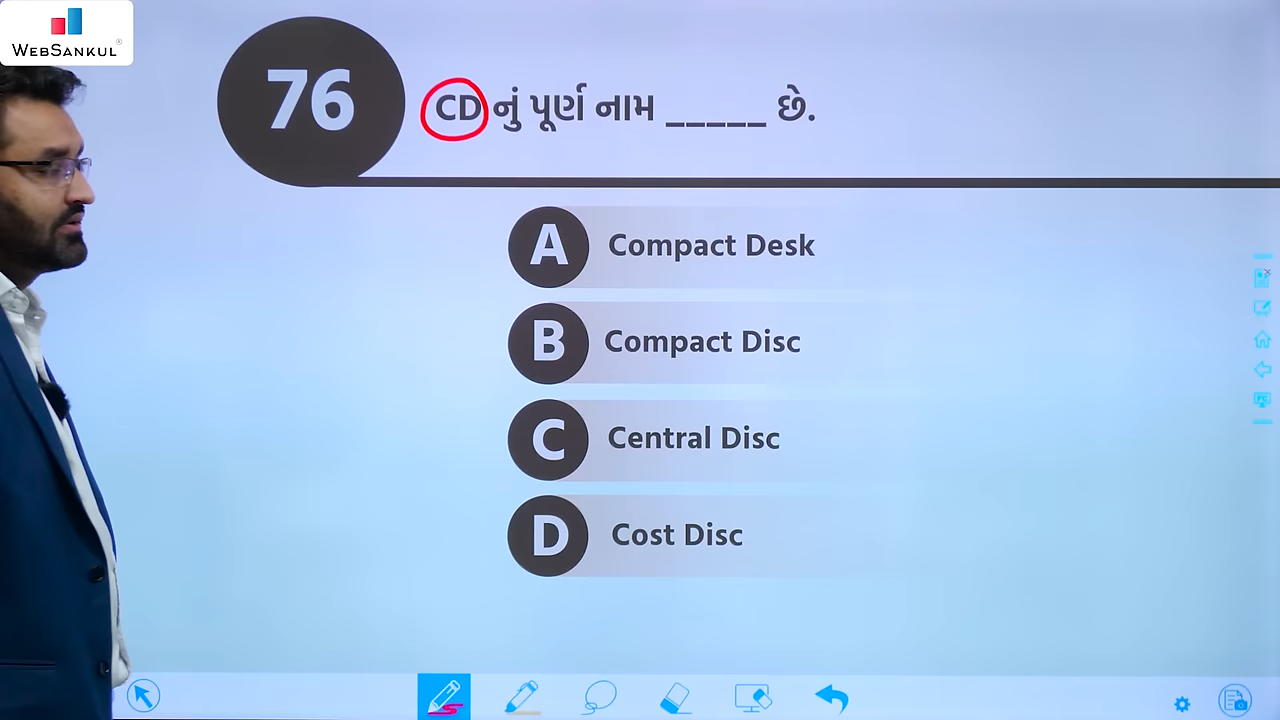 WEBSANKUL
76
CD નું પૂર્ણ નામ _____ છે.
A Compact Desk
B Compact Disc
C Central Disc
D Cost Disc